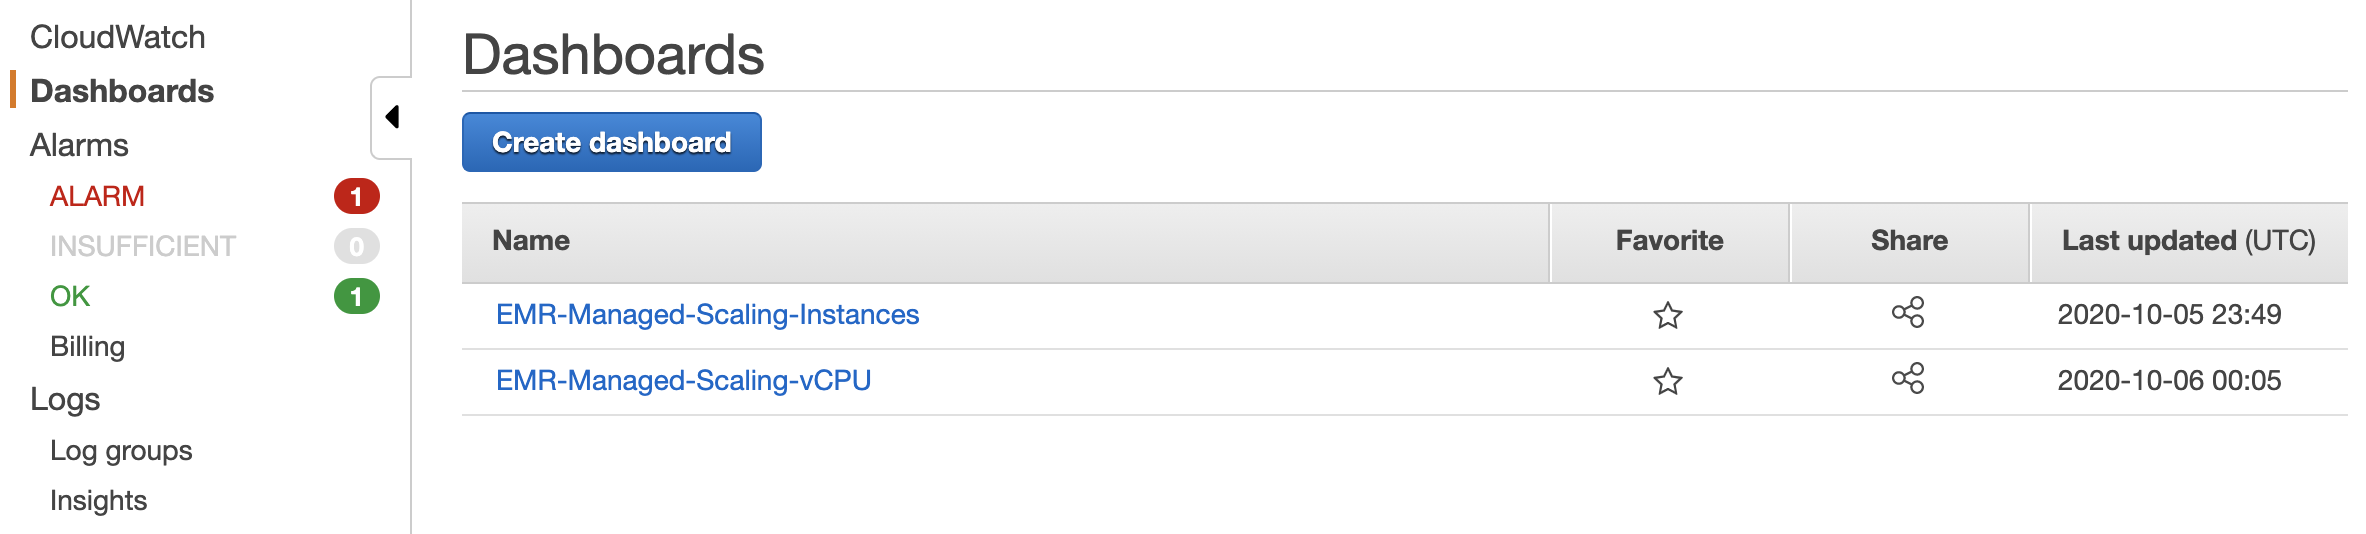 CloudWatch
Dashboards
Alarms
ALARM 1
INSUFFICIENT 0
OK 1
Billing
Logs
Log groups
Insights
Dashboards
Create dashboard
Name Favorite Share Last updated (UTC)
EMR-Managed-Scaling-Instances 2020-10-05 23:49
EMR-Managed-Scaling-vCPU 2020-10-06 00:05